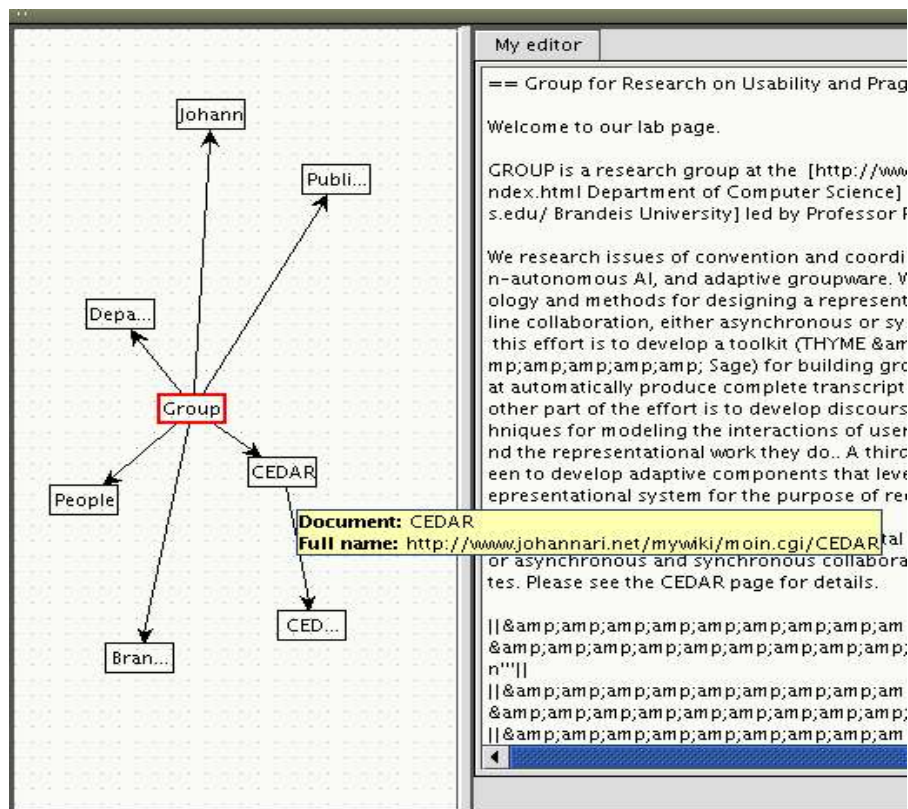 Johann
Publi...
Depa...
Group
CEDAR
People
CED...
Bran...
Document: CEDAR
Full name: http://www.johannari.net/mywiki/moin.cgi/CEDAR
My editor
== Group for Research on Usability and Prag
Welcome to our lab page.
GROUP is a research group at the  [http://www
ndex.html Department of Computer Science]
s.edu/ Brandeis University] led by Professor
We research issues of convention and coordi
n-autonomous AI, and adaptive groupware.
ology and methods for designing a represent
line collaboration, either asynchronous or sy
this effort is to develop a toolkit (THYME &am
mp;amp;amp;amp;amp; Sage) for building gro
at automatically produce complete transcript
other part of the effort is to develop discours
hniques for modeling the interactions of user
nd the representational work they do.. A third
een to develop adaptive components that leve
epresentational system for the purpose of re
tal
or asynchronous and synchronous collabora
tes. Please see the CEDAR page for details.
||&amp;amp;amp;amp;amp;amp;amp;amp;am
&amp;amp;amp;amp;amp;amp;amp;amp;amp;
n'''||
||&amp;amp;amp;amp;amp;amp;amp;amp;am
&amp;amp;amp;amp;amp;amp;amp;amp;amp;
||&amp;amp;amp;amp;amp;amp;amp;amp;am